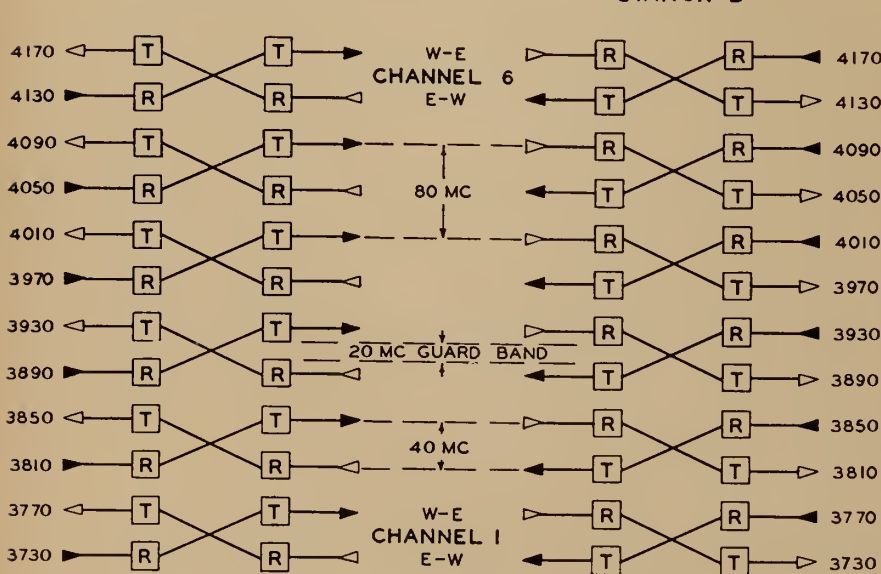 4170 T T W-E R R 4170
CHANNEL 6
4130 R R E-W T T 4130
4090 T T R R 4090
80 MC
4050 R R T T 4050
4010 T T R R 4010
3970 R R T T 3970
3930 T T R R 3930
20 MC GUARD BAND
3890 R R T T 3890
3850 T T R R 3850
40 MC
3810 R R T T 3810
3770 T T W-E R R 3770
CHANNEL 1
3730 R R E-W T T 3730